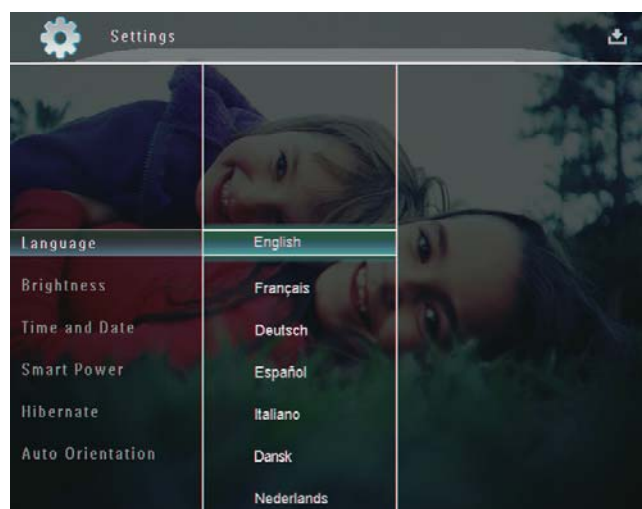 Settings
Language
Brightness
Time and Date
Smart Power
Hibernate
Auto Orientation
English
Français
Deutsch
Español
Italiano
Dansk
Nederlands